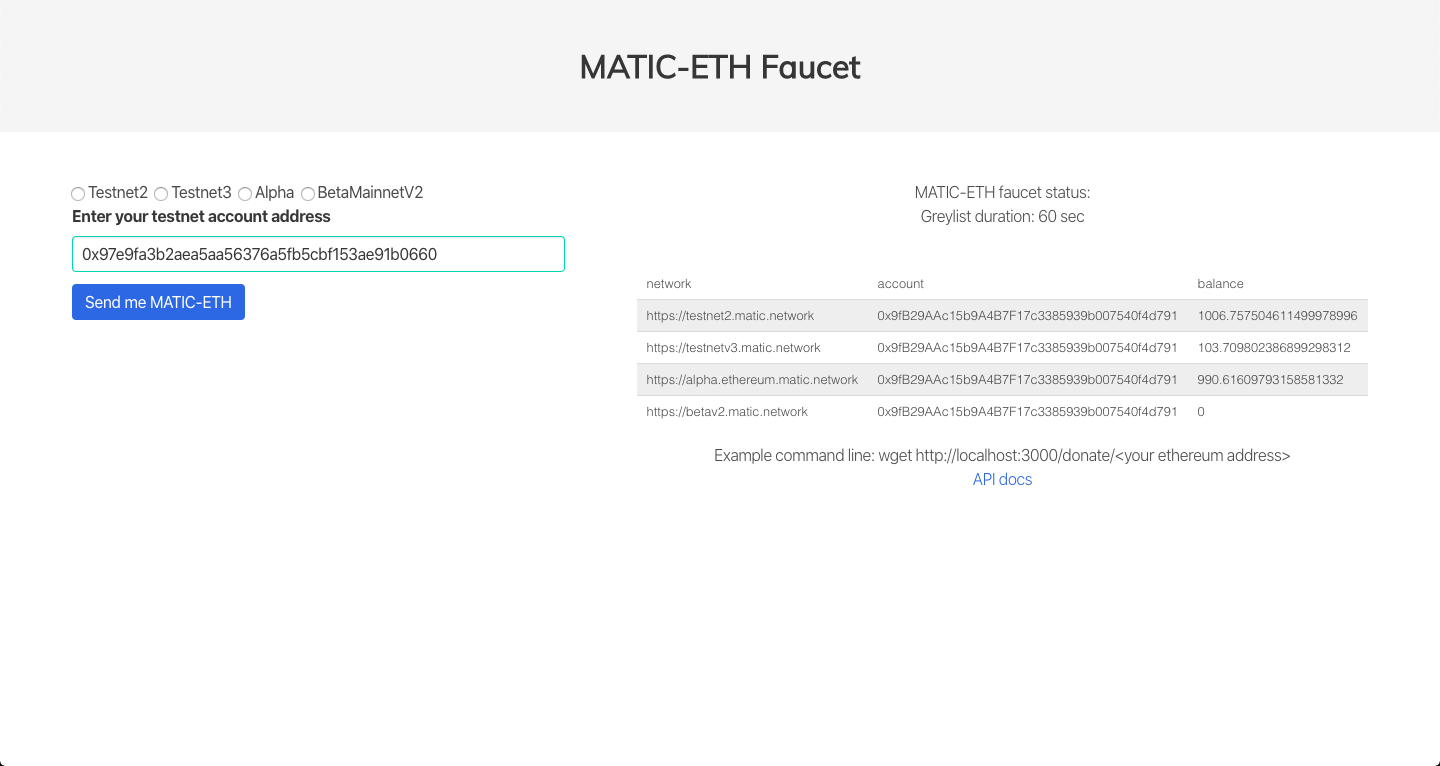 MATIC-ETH Faucet
Testnet2 Testnet3 Alpha BetaMainnetV2
Enter your testnet account address
0x97e9fa3b2aea5aa56376a5fb5cbf153ae91b0660
Send me MATIC-ETH
MATIC-ETH faucet status:
Greylist duration: 60 sec
network account balance
https://testnet2.matic.network 0x9fB29AAc15b9A4B7F17c3385939b007540f4d791 1006.757504611499978996
https://testnetv3.matic.network 0x9fB29AAc15b9A4B7F17c3385939b007540f4d791 103.709802386899298312
https://alpha.ethereum.matic.network 0x9fB29AAc15b9A4B7F17c3385939b007540f4d791 990.61609793158581332
https://betav2.matic.network 0x9fB29AAc15b9A4B7F17c3385939b007540f4d791 0
Example command line: wget http://localhost:3000/donate/<your ethereum address>
API docs